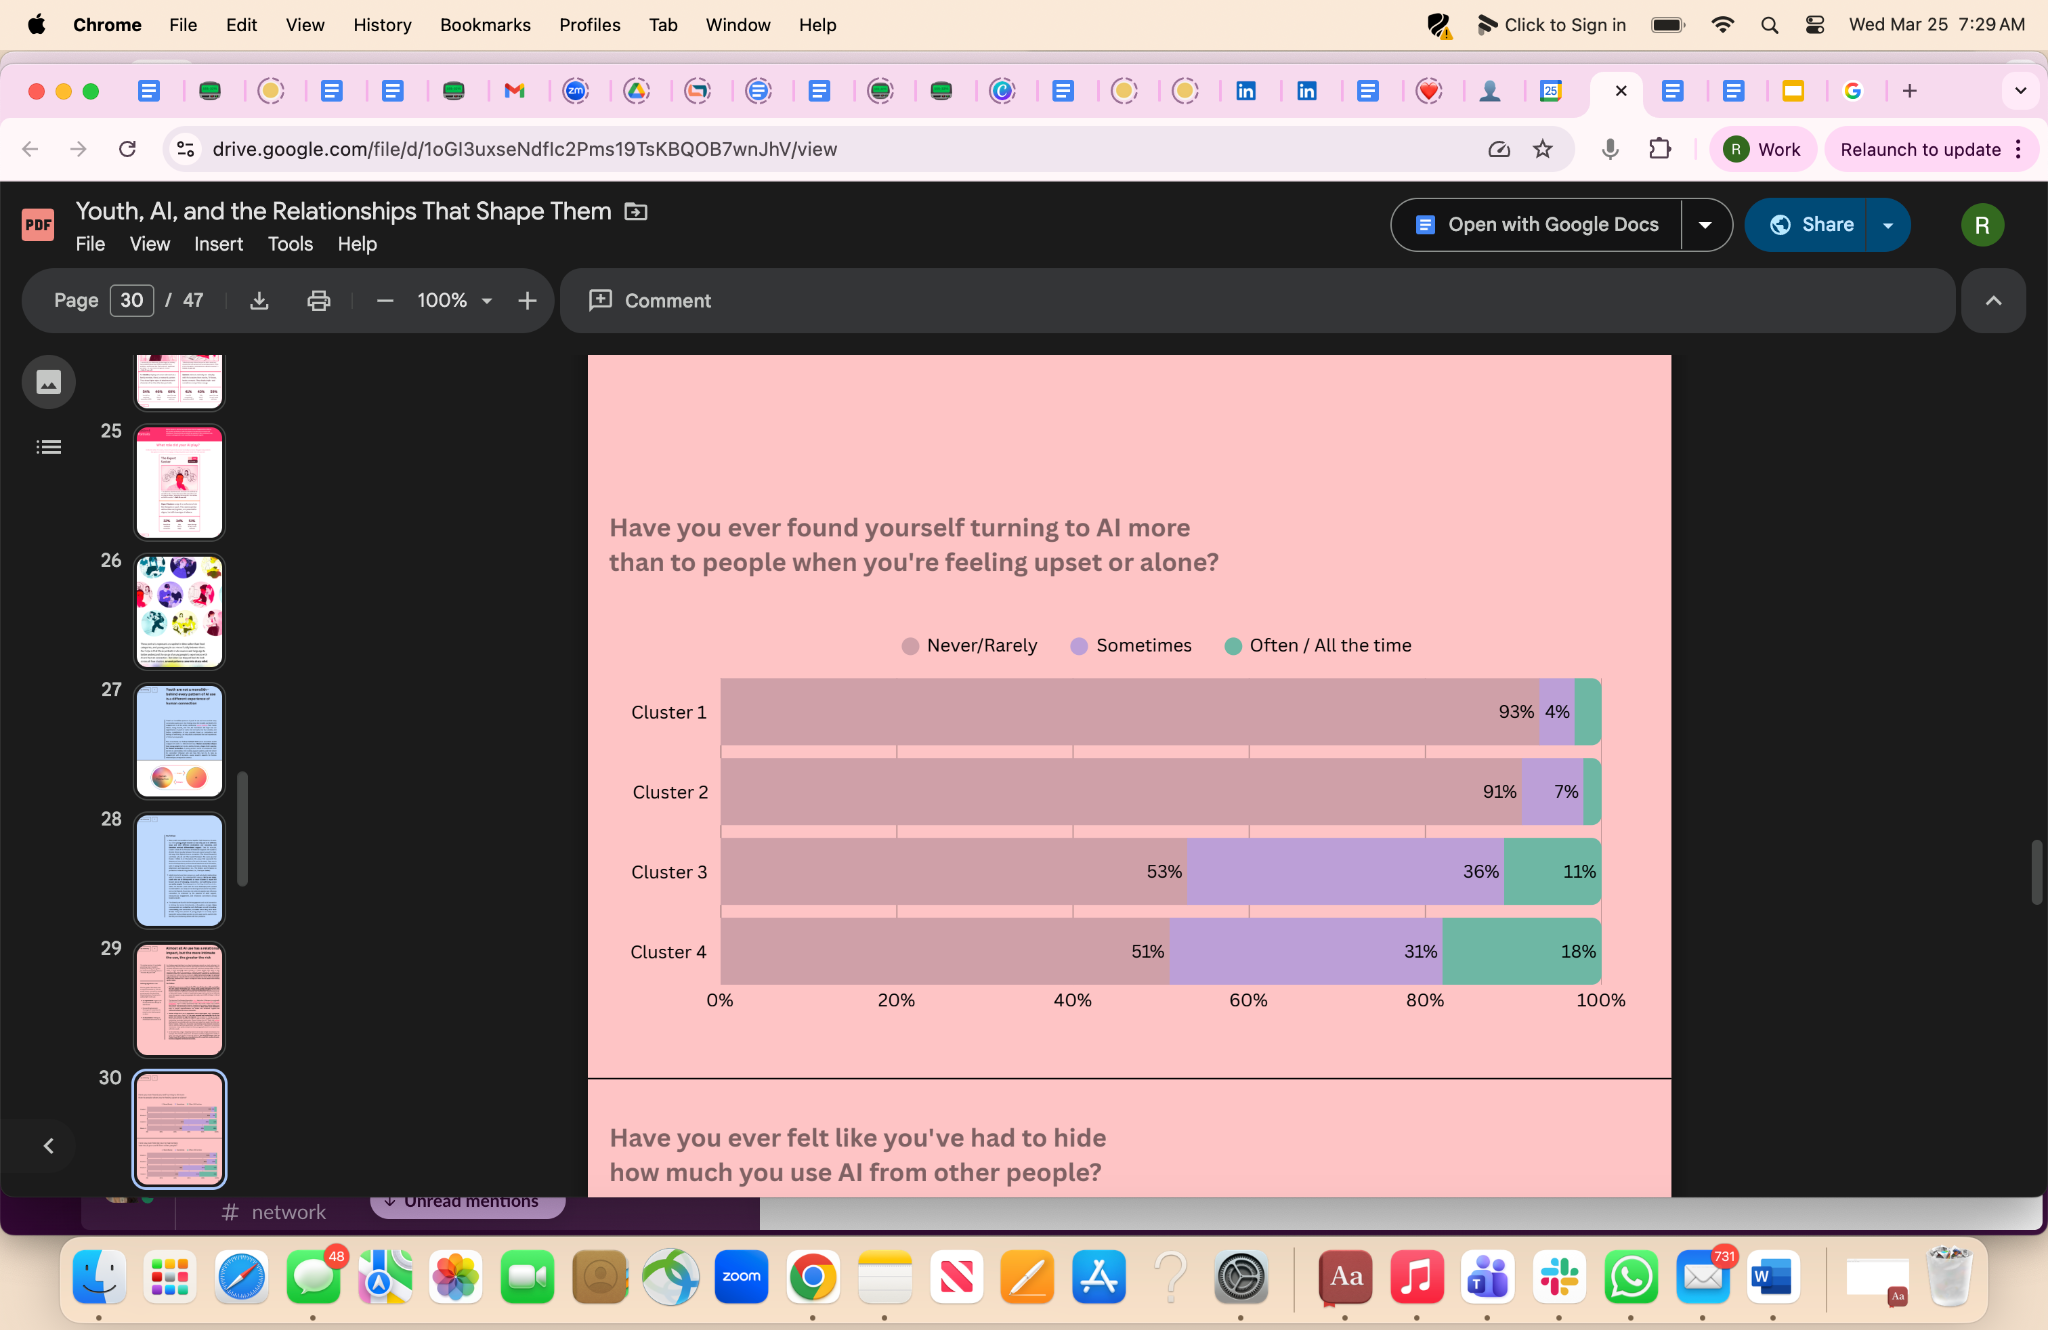 Chrome File Edit View History Bookmarks Profiles Tab Window Help Click to Sign in Wed Mar 25 7:29 AM
drive.google.com/file/d/1oGI3uxseNdfIc2Pms19TsKBQOB7wnJhV/view R Work Relaunch to update
PDF Youth, AI, and the Relationships That Shape Them
File View Insert Tools Help
Open with Google Docs Share R
Page 30 / 47 100% Comment
25
26
27
28
29
30
Have you ever found yourself turning to AI more
than to people when you're feeling upset or alone?
Never/Rarely Sometimes Often / All the time
Cluster 1 93% 4%
Cluster 2 91% 7%
Cluster 3 53% 36% 11%
Cluster 4 51% 31% 18%
0% 20% 40% 60% 80% 100%
Have you ever felt like you've had to hide
how much you use AI from other people?
# network
Unread mentions
48
zoom
Aa
731